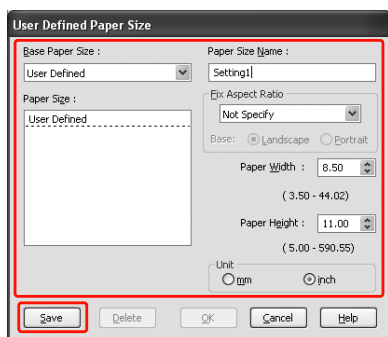 User Defined Paper Size
Base Paper Size :
User Defined
Paper Size :
User Defined
Paper Size Name :
Setting1
Fix Aspect Ratio
Not Specify
Base: Landscape Portrait
Paper Width : 8.50
( 3.50 - 44.02)
Paper Height : 11.00
( 5.00 - 590.55)
Unit
mm inch
Save Delete OK Cancel Help